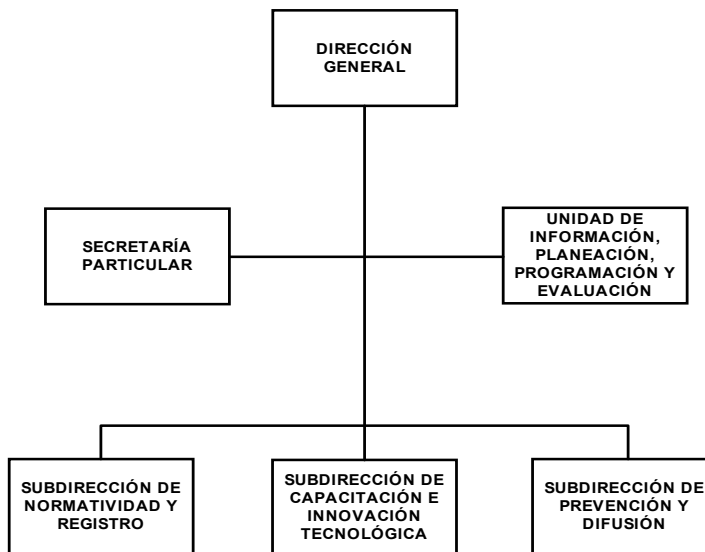 DIRECCIÓN
GENERAL
SECRETARÍA
PARTICULAR
UNIDAD DE
INFORMACIÓN,
PLANEACIÓN,
PROGRAMACIÓN Y
EVALUACIÓN
SUBDIRECCIÓN DE
NORMATIVIDAD Y
REGISTRO
SUBDIRECCIÓN DE
CAPACITACIÓN E
INNOVACIÓN
TECNOLÓGICA
SUBDIRECCIÓN DE
PREVENCIÓN Y
DIFUSIÓN